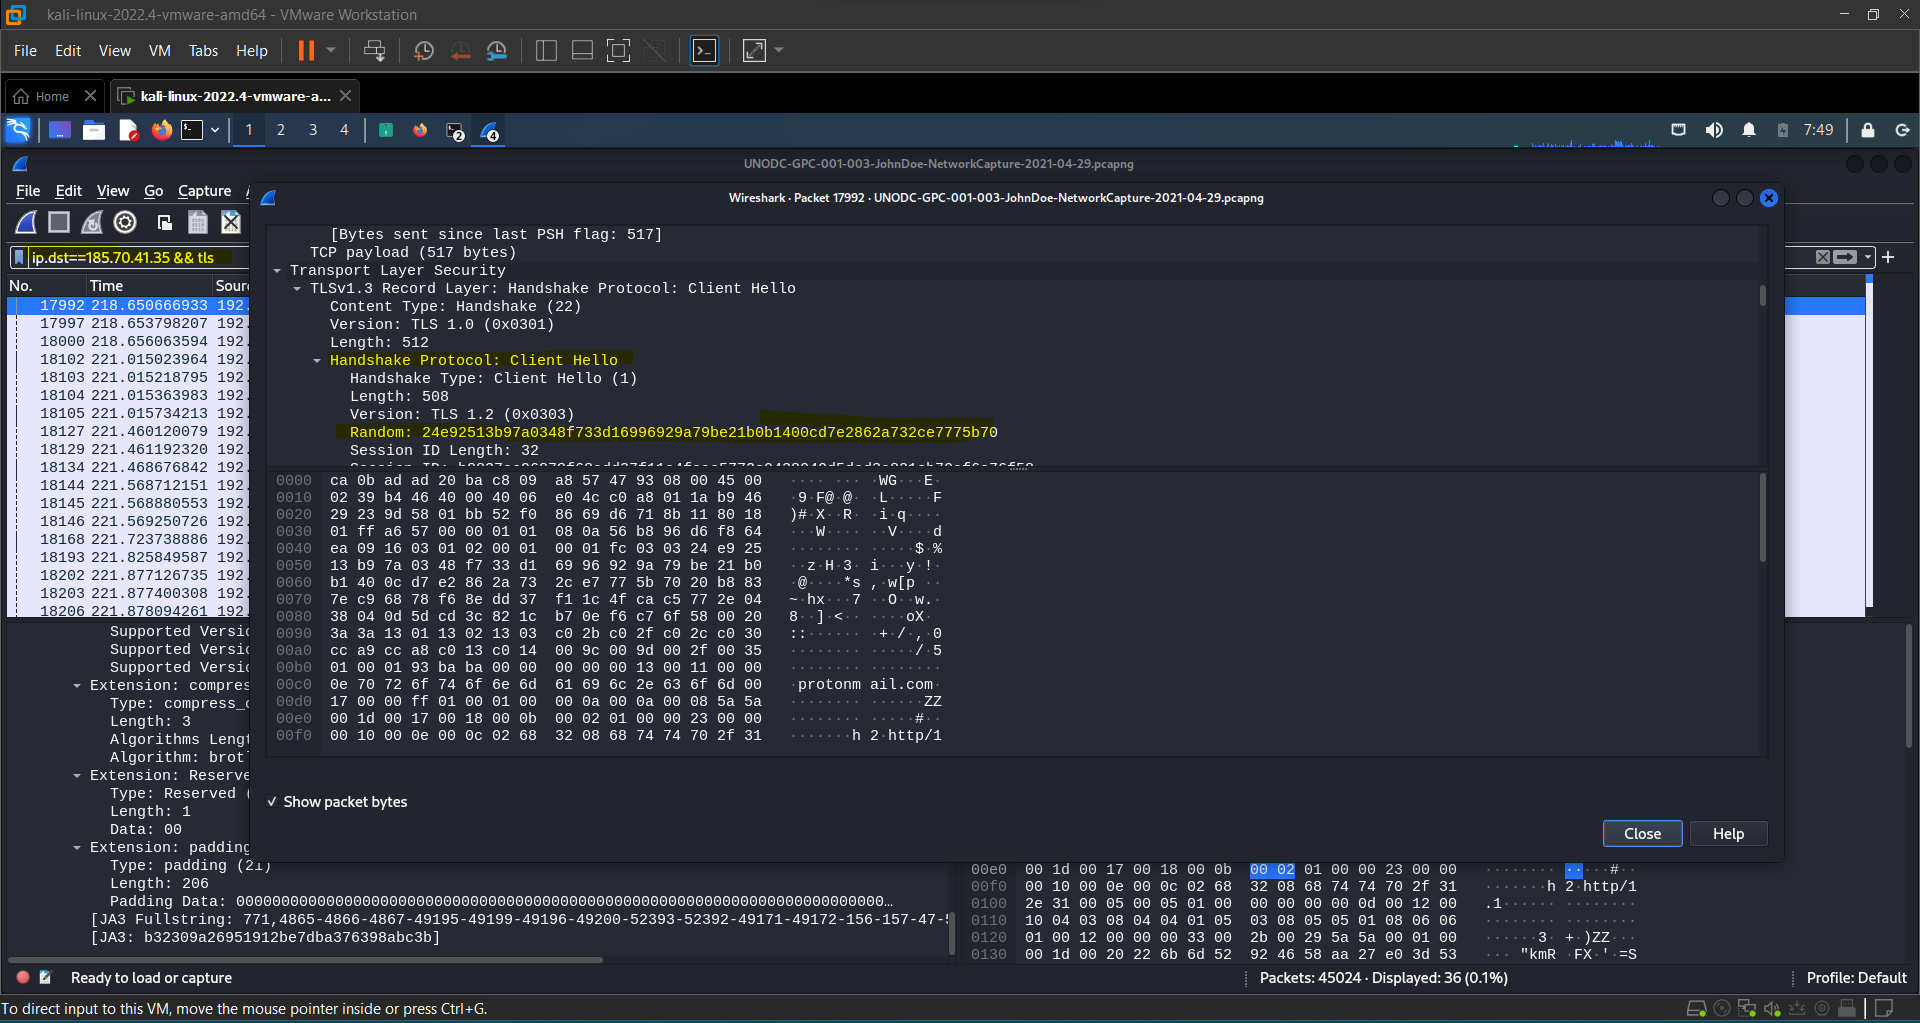 kali-linux-2022.4-vmware-amd64 - VMware Workstation
File Edit View VM Tabs Help
Home kali-linux-2022.4-vmware-a...
1 2 3 4 2 4 7:49
UNODC-GPC-001-003-JohnDoe-NetworkCapture-2021-04-29.pcapng
File Edit View Go Capture
Wireshark · Packet 17992 · UNODC-GPC-001-003-JohnDoe-NetworkCapture-2021-04-29.pcapng
ip.dst==185.70.41.35 && tls
No. Time Sour
17992 218.650666933 192.
17997 218.653798207 192.
18000 218.656063594 192.
18102 221.015023964 192.
18103 221.015218795 192.
18104 221.015363983 192.
18105 221.015734213 192.
18127 221.460120079 192.
18129 221.461192320 192.
18134 221.468676842 192.
18144 221.568712151 192.
18145 221.568880553 192.
18146 221.569250726 192.
18168 221.723738886 192.
18193 221.825849587 192.
18202 221.877126735 192.
18203 221.877400308 192.
18206 221.878094261 192.
[Bytes sent since last PSH flag: 517]
TCP payload (517 bytes)
Transport Layer Security
TLSv1.3 Record Layer: Handshake Protocol: Client Hello
Content Type: Handshake (22)
Version: TLS 1.0 (0x0301)
Length: 512
Handshake Protocol: Client Hello
Handshake Type: Client Hello (1)
Length: 508
Version: TLS 1.2 (0x0303)
Random: 24e92513b97a0348f733d16996929a79be21b0b1400cd7e2862a732ce7775b70
Session ID Length: 32
0000 ca 0b ad ad 20 ba c8 09 a8 57 47 93 08 00 45 00 ···· ··· ·WG···E·
0010 02 39 b4 46 40 00 40 06 e0 4c c0 a8 01 1a b9 46 ·9·F@·@· ·L·····F
0020 29 23 9d 58 01 bb 52 f0 86 69 d6 71 8b 11 80 18 )#·X··R· ·i·q····
0030 01 ff a6 57 00 00 01 01 08 0a 56 b8 96 d6 f8 64 ···W···· ··V····d
0040 ea 09 16 03 01 02 00 01 00 01 fc 03 03 24 e9 25 ········ ·····$·%
0050 13 b9 7a 03 48 f7 33 d1 69 96 92 9a 79 be 21 b0 ··z·H·3· i···y·!·
0060 b1 40 0c d7 e2 86 2a 73 2c e7 77 5b 70 20 b8 83 ·@····*s ,·w[p ··
0070 7e c9 68 78 f6 8e dd 37 f1 1c 4f ca c5 77 2e 04 ~·hx···7 ··O··w.·
0080 38 04 0d 5d cd 3c 82 1c b7 0e f6 c7 6f 58 00 20 8··]·<·· ····oX·
0090 3a 3a 13 01 13 02 13 03 c0 2b c0 2f c0 2c c0 30 ::······ ·+·/·,·0
00a0 cc a9 cc a8 c0 13 c0 14 00 9c 00 9d 00 2f 00 35 ········ ·····/·5
00b0 01 00 01 93 ba ba 00 00 00 00 00 13 00 11 00 00 ········ ········
00c0 0e 70 72 6f 74 6f 6e 6d 61 69 6c 2e 63 6f 6d 00 ·protonm ail.com·
00d0 17 00 00 ff 01 00 01 00 00 0a 00 0a 00 08 5a 5a ········ ······ZZ
00e0 00 1d 00 17 00 18 00 0b 00 02 01 00 00 23 00 00 ········ ·····#··
00f0 00 10 00 0e 00 0c 02 68 32 08 68 74 74 70 2f 31 ·······h 2·http/1
Show packet bytes
Close Help
Supported Versio
Supported Versio
Supported Versio
Extension: compres
Type: compress_c
Length: 3
Algorithms Lengt
Algorithm: brot
Extension: Reserve
Type: Reserved (
Length: 1
Data: 00
Extension: padding
Type: padding (21)
Length: 206
Padding Data: 000000000000000000000000000000000000000000000000000000000000000000000000…
[JA3 Fullstring: 771,4865-4866-4867-49195-49199-49196-49200-52393-52392-49171-49172-156-157-47-5
[JA3: b32309a26951912be7dba376398abc3b]
00e0 00 1d 00 17 00 18 00 0b 00 02 01 00 00 23 00 00 ········ ·····#··
00f0 00 10 00 0e 00 0c 02 68 32 08 68 74 74 70 2f 31 ·······h 2·http/1
0100 2e 31 00 05 00 05 01 00 00 00 00 00 0d 00 12 00 .1······ ········
0110 10 04 03 08 04 04 01 05 03 08 05 05 01 08 06 06 ········ ········
0120 01 00 12 00 00 00 33 00 2b 00 29 5a 5a 00 01 00 ······3· +·)ZZ···
0130 00 1d 00 20 22 6b 6d 52 92 46 58 aa 27 e0 3d 53 ··· "kmR ·FX·'·=S
Ready to load or capture
Packets: 45024 · Displayed: 36 (0.1%)
Profile: Default
To direct input to this VM, move the mouse pointer inside or press Ctrl+G.